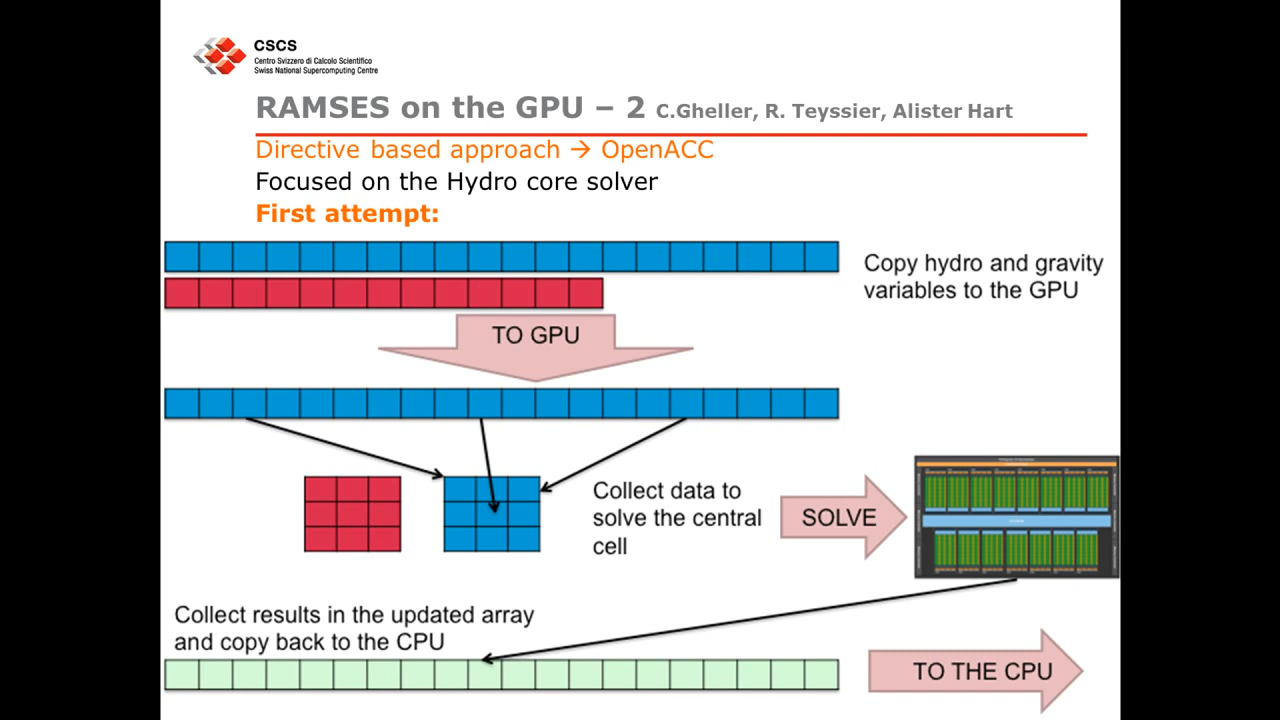 CSCS
Centro Svizzero di Calcolo Scientifico
Swiss National Supercomputing Centre
RAMSES on the GPU – 2 C.Gheller, R. Teyssier, Alister Hart
Directive based approach → OpenACC
Focused on the Hydro core solver
First attempt:
Copy hydro and gravity
variables to the GPU
TO GPU
Collect data to
solve the central
cell
SOLVE
Collect results in the updated array
and copy back to the CPU
TO THE CPU